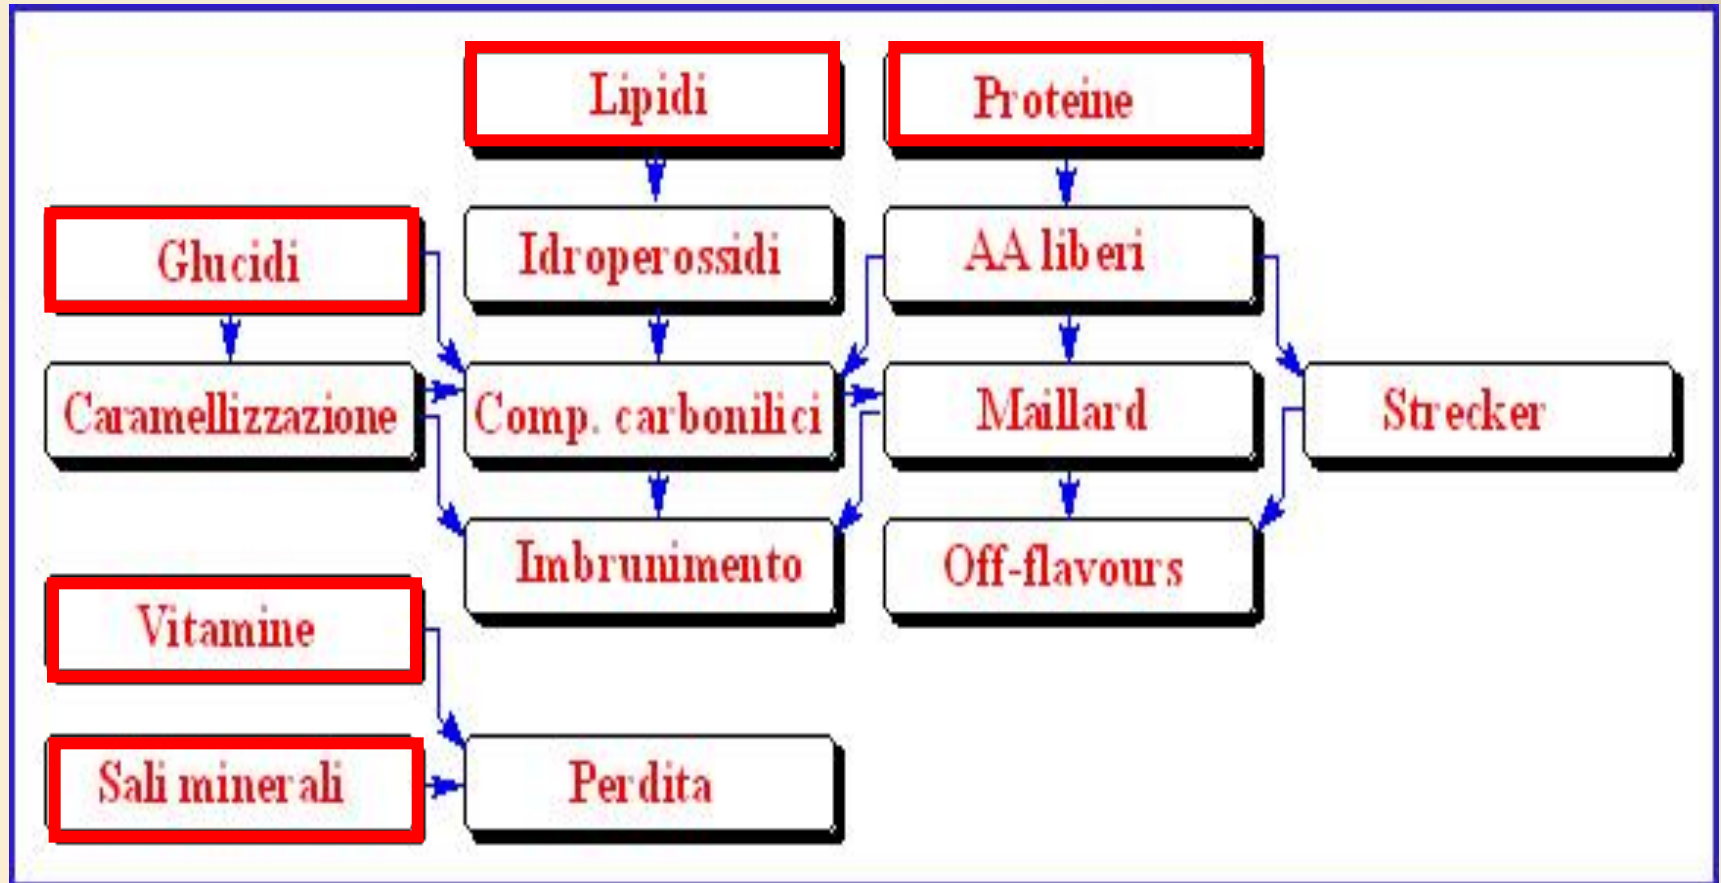 Lipidi
Proteine
Glucidi
Idroperossidi
AA liberi
Caramellizzazione
Comp. carbonilici
Maillard
Strecker
Imbrunimento
Off-flavours
Vitamine
Sali minerali
Perdita